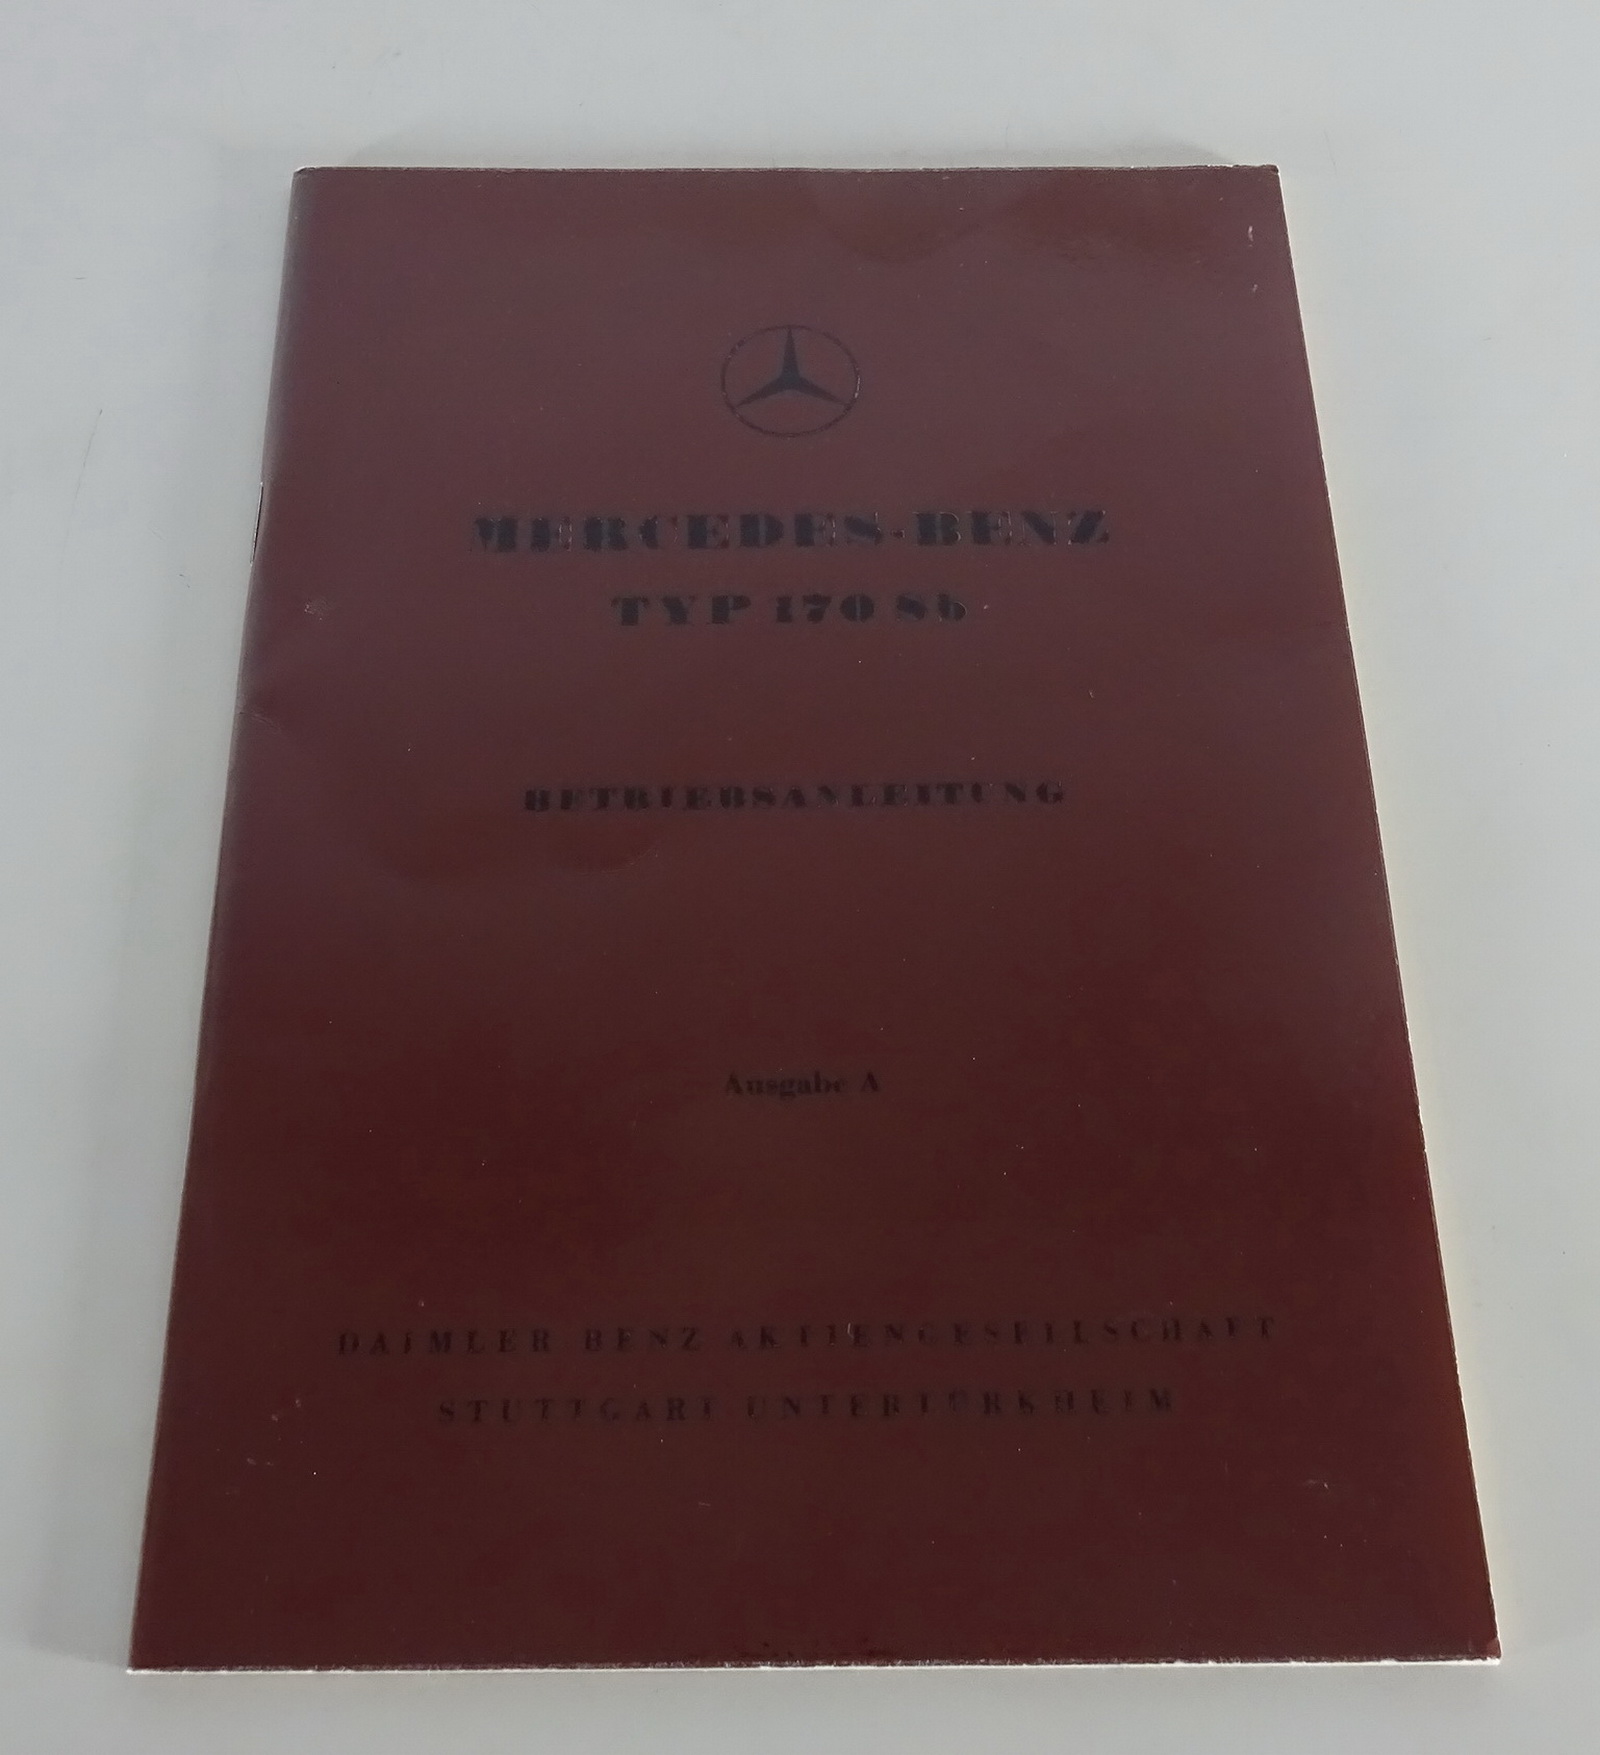 MERCEDES-BENZ
TYP 170 Sb
BETRIEBSANLEITUNG
Ausgabe A
DAIMLER BENZ AKTIENGESELLSCHAFT
STUTTGART UNTERTÜRKHEIM